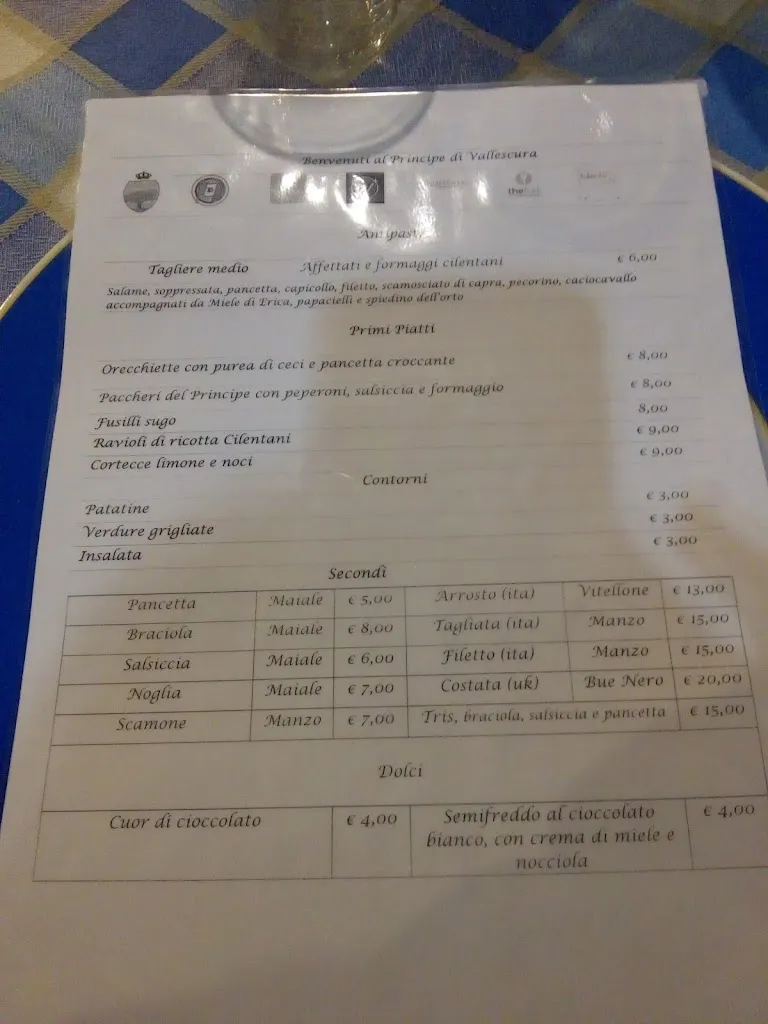 Benvenuti al Principe di Vallescura
Antipasti
Tagliere medio Affettati e formaggi cilentani € 6,00
Salame, soppressata, pancetta, capicollo, filetto, scamosciato di capra, pecorino, caciocavallo
accompagnati da Miele di Erica, papacielli e spiedino dell'orto
Primi Piatti
Orecchiette con purea di ceci e pancetta croccante € 8,00
Paccheri del Principe con peperoni, salsiccia e formaggio € 8,00
Fusilli sugo 8,00
Ravioli di ricotta Cilentani € 9,00
Cortecce limone e noci € 9,00
Contorni
Patatine € 3,00
Verdure grigliate € 3,00
Insalata € 3,00
Secondi
Pancetta Maiale € 5,00 Arrosto (ita) Vitellone € 13,00
Braciola Maiale € 8,00 Tagliata (ita) Manzo € 15,00
Salsiccia Maiale € 6,00 Filetto (ita) Manzo € 15,00
Noglia Maiale € 7,00 Costata (uk) Bue Nero € 20,00
Scamone Manzo € 7,00 Tris, braciola, salsiccia e pancetta € 15,00
Dolci
Cuor di cioccolato € 4,00 Semifreddo al cioccolato € 4,00
bianco, con crema di miele e
nocciola